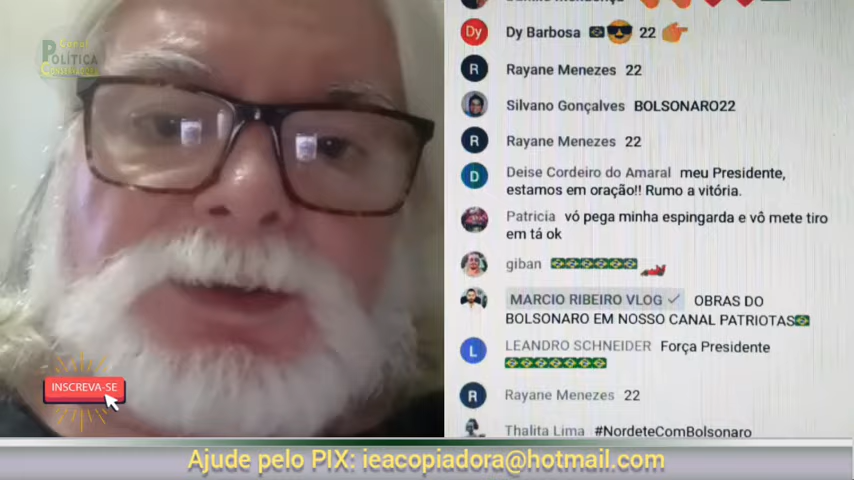 Canal
POLÍTICA
Dy
Dy Barbosa 22
R
Rayane Menezes 22
Silvano Gonçalves BOLSONARO22
R
Rayane Menezes 22
D
Deise Cordeiro do Amaral meu Presidente,
estamos em oração!! Rumo a vitória.
Patricia vó pega minha espingarda e vô mete tiro
em tá ok
giban
MARCIO RIBEIRO VLOG OBRAS DO
BOLSONARO EM NOSSO CANAL PATRIOTAS
L
LEANDRO SCHNEIDER Força Presidente
R
Rayane Menezes 22
Thalita Lima #NordeteComBolsonaro
INSCREVA-SE
Ajude pelo PIX: ieacopiadora@hotmail.com